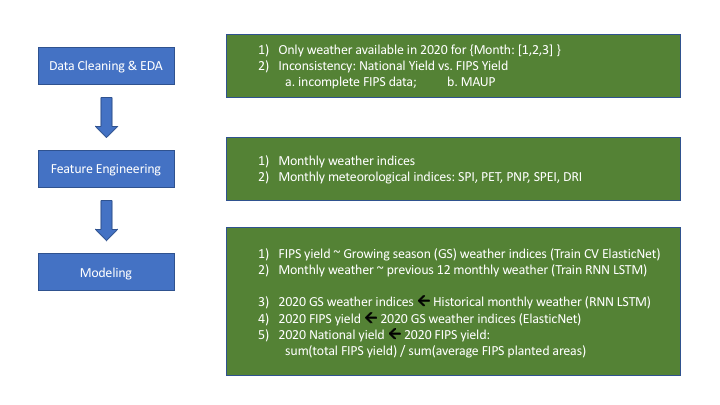 Data Cleaning & EDA
1) Only weather available in 2020 for {Month: [1,2,3] }
2) Inconsistency: National Yield vs. FIPS Yield
a. incomplete FIPS data; b. MAUP
Feature Engineering
1) Monthly weather indices
2) Monthly meteorological indices: SPI, PET, PNP, SPEI, DRI
Modeling
1) FIPS yield ~ Growing season (GS) weather indices (Train CV ElasticNet)
2) Monthly weather ~ previous 12 monthly weather (Train RNN LSTM)
3) 2020 GS weather indices ← Historical monthly weather (RNN LSTM)
4) 2020 FIPS yield ← 2020 GS weather indices (ElasticNet)
5) 2020 National yield ← 2020 FIPS yield:
sum(total FIPS yield) / sum(average FIPS planted areas)